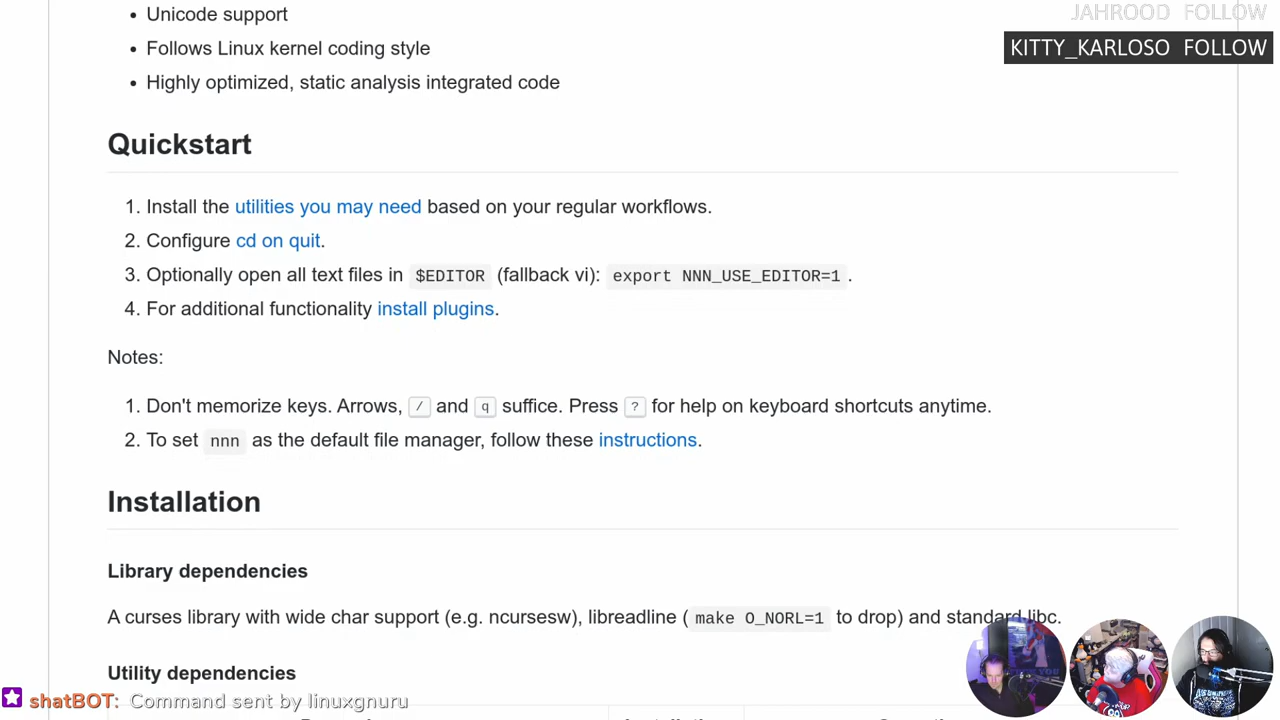 JAHROOD FOLLOW
KITTY_KARLOSO FOLLOW
• Unicode support
• Follows Linux kernel coding style
• Highly optimized, static analysis integrated code
Quickstart
1. Install the utilities you may need based on your regular workflows.
2. Configure cd on quit.
3. Optionally open all text files in $EDITOR (fallback vi): export NNN_USE_EDITOR=1.
4. For additional functionality install plugins.
Notes:
1. Don't memorize keys. Arrows, / and q suffice. Press ? for help on keyboard shortcuts anytime.
2. To set nnn as the default file manager, follow these instructions.
Installation
Library dependencies
A curses library with wide char support (e.g. ncursesw), libreadline (make O_NORL=1 to drop) and standard libc.
Utility dependencies
shatBOT: Command sent by linuxgnuru